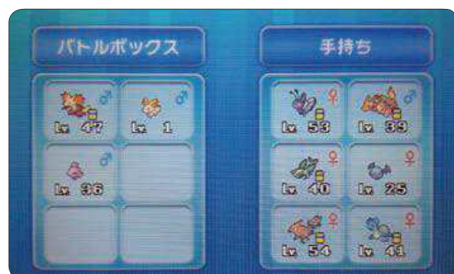 バトルボックス
手持ち
♂ ♂
Lv. 47 Lv. 1
♂
Lv. 36
♀ ♂
Lv. 53 Lv. 39
♀ ♀
Lv. 40 Lv. 25
♀ ♀
Lv. 54 Lv. 41